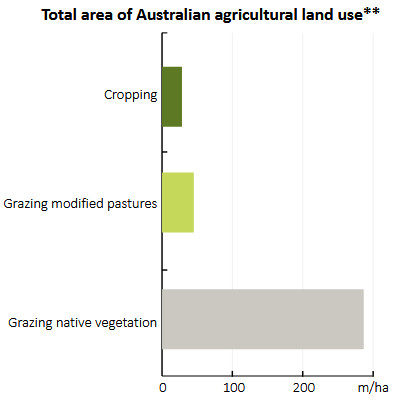 Total area of Australian agricultural land use**
Cropping
Grazing modified pastures
Grazing native vegetation
0 100 200 m/ha